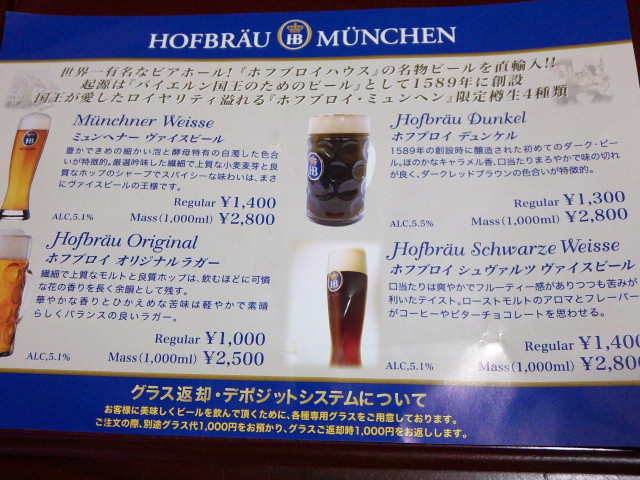 HOFBRÄU HB MÜNCHEN
世界一有名なビアホール!『ホフブロイハウス』の名物ビールを直輸入!!
起源は『バイエルン国王のためのビール』として1589年に創設
国王が愛したロイヤリティ溢れる『ホフブロイ・ミュンヘン』限定樽生4種類
Münchner Weisse
ミュンヘナー ヴァイスビール
豊かできめの細かい泡と酵母特有の白濁した色合
いが特徴的。厳選吟味した繊細で上質な小麦麦芽と良
質なホップのシャープでスパイシーな味わいは、まさ
にヴァイスビールの王様です。
Regular ¥1,400
ALC,5.1% Mass(1,000ml) ¥2,800
Hofbräu Dunkel
ホフブロイ デュンケル
1589年の創設時に醸造された初めてのダーク・ビー
ル。ほのかなキャラメル香、口当たりまろやかで味の切れ
が良く、ダークレッドブラウンの色合いが特徴的。
Regular ¥1,300
ALC,5.5% Mass(1,000ml) ¥2,800
Hofbräu Original
ホフブロイ オリジナルラガー
繊細で上質なモルトと良質ホップは、飲むほどに可憐
な花の香りを長く余韻として残す。
華やかな香りとひかえめな苦味は軽やかで素晴
らしくバランスの良いラガー。
Regular ¥1,000
ALC,5.1% Mass(1,000ml) ¥2,500
Hofbräu Schwarze Weisse
ホフブロイ シュヴァルツ ヴァイスビール
口当たりは爽やかでフルーティー感がありつつも苦みが
利いたテイスト。ローストモルトのアロマとフレーバー
がコーヒーやビターチョコレートを思わせる。
Regular ¥1,400
ALC,5.1% Mass(1,000ml) ¥2,800
グラス返却・デポジットシステムについて
お客様に美味しくビールを飲んで頂くために、各種専用グラスをご用意しております。
ご注文の際、別途グラス代1,000円をお預かり、グラスご返却時1,000円をお返しします。